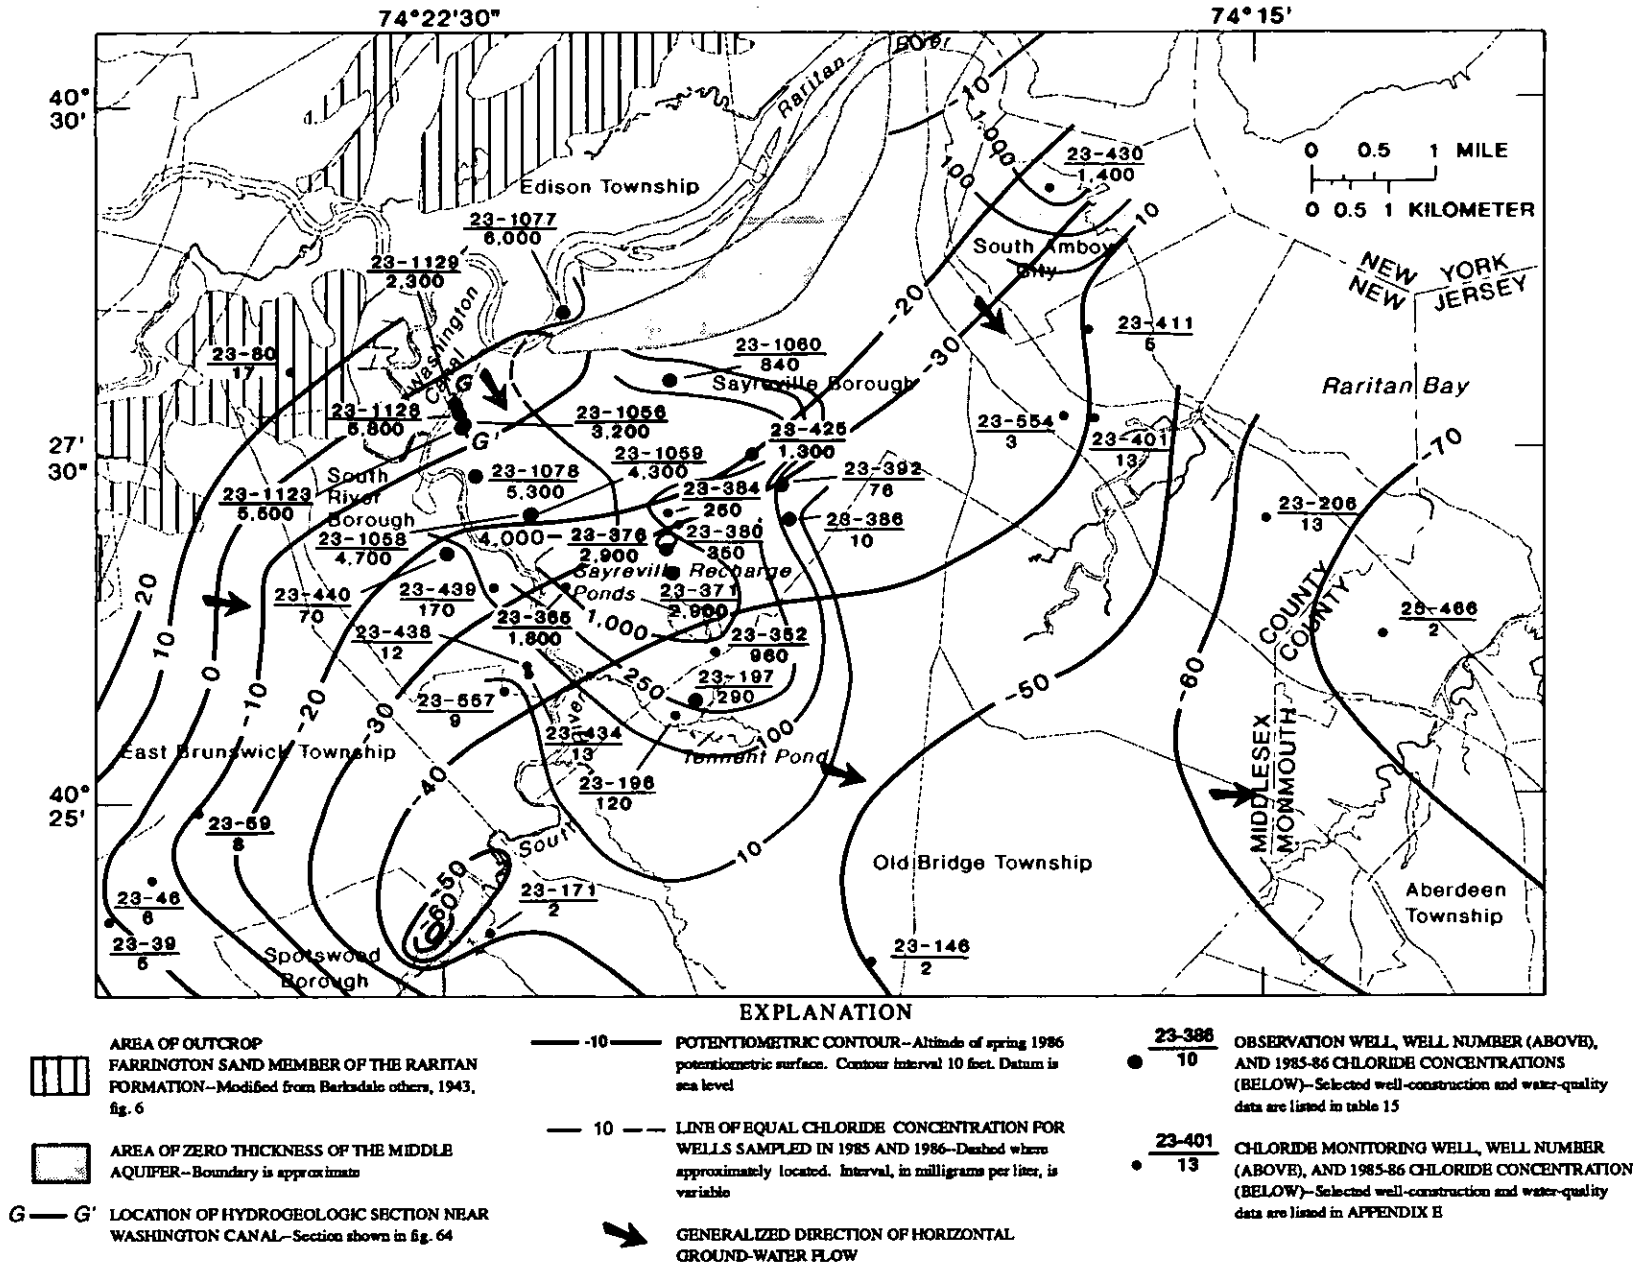 74°22'30"
74°15'
40°
30'
River
Raritan
-10
1,000
100
23-430
1,400
0 0.5 1 MILE
0 0.5 1 KILOMETER
Edison Township
23-1077
6,000
10
South Amboy
City
23-1129
2,300
NEW YORK
NEW JERSEY
Washington
Canal
-20
23-411
6
23-80
17
-30
23-1060
840
Sayreville Borough
Raritan Bay
G
23-1128
5,800
23-1056
3,200
G'
23-425
1,300
23-554
3
23-401
13
-70
27'
30"
23-1059
4,300
South
River
Borough
23-1078
5,300
23-392
76
23-1123
5,500
23-384
250
23-206
13
23-386
10
23-1058
4,700
4,000
23-376
2,900
23-380
350
Sayreville Recharge
Ponds
20
23-440
70
23-439
170
23-371
2,900
COUNTY
COUNTY
23-466
2
10
23-365
1,800
1,000
23-438
12
23-352
960
0
-10
-20
-30
250
23-197
290
-50
-60
23-557
9
River
23-434
13
100
MIDDLESEX
MONMOUTH
East Brunswick Township
Tennent Pond
-40
23-196
120
40°
25'
23-59
8
South
10
Old Bridge Township
-50
-60
23-46
6
23-171
2
Aberdeen
Township
23-39
5
Spotswood
Borough
23-146
2
EXPLANATION
AREA OF OUTCROP
FARRINGTON SAND MEMBER OF THE RARITAN
FORMATION--Modified from Barksdale others, 1943,
fig. 6
AREA OF ZERO THICKNESS OF THE MIDDLE
AQUIFER--Boundary is approximate
G — G' LOCATION OF HYDROGEOLOGIC SECTION NEAR
WASHINGTON CANAL--Section shown in fig. 64
-10 POTENTIOMETRIC CONTOUR--Altitude of spring 1986
potentiometric surface. Contour interval 10 feet. Datum is
sea level
10 LINE OF EQUAL CHLORIDE CONCENTRATION FOR
WELLS SAMPLED IN 1985 AND 1986--Dashed where
approximately located. Interval, in milligrams per liter, is
variable
GENERALIZED DIRECTION OF HORIZONTAL
GROUND-WATER FLOW
23-386
10
OBSERVATION WELL, WELL NUMBER (ABOVE),
AND 1985-86 CHLORIDE CONCENTRATIONS
(BELOW)--Selected well-construction and water-quality
data are listed in table 15
23-401
13
CHLORIDE MONITORING WELL, WELL NUMBER
(ABOVE), AND 1985-86 CHLORIDE CONCENTRATION
(BELOW)--Selected well-construction and water-quality
data are listed in APPENDIX E